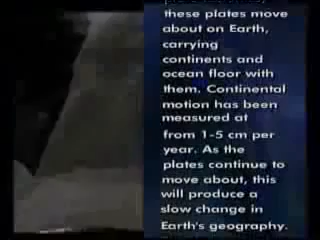 these plates move
about on Earth,
carrying
continents and
ocean floor with
them. Continental
motion has been
measured at
from 1-5 cm per
year. As the
plates continue to
move about, this
will produce a
slow change in
Earth's geography.